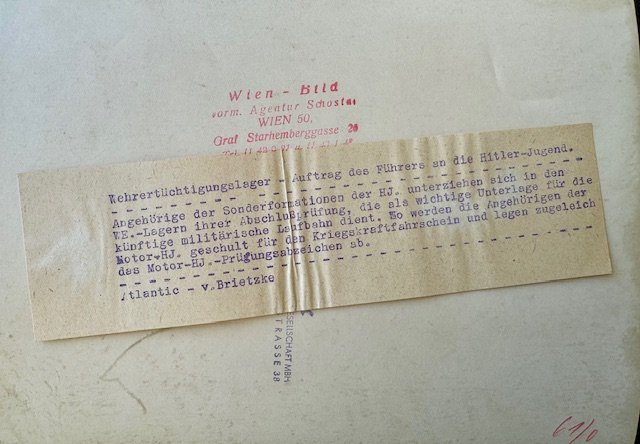 Wien - Bild
vorm. Agentur Schostal
WIEN 50,
Graf Starhemberggasse 26
Wehrertüchtigungslager - Auftrag des Führers an die Hitler-Jugend.
Angehörige der Sonderformationen der HJ. unterziehen sich in den
WE.-Lagern ihrer Abschlußprüfung, die als wichtige Unterlage für die
künftige militärische Laufbahn dient. So werden die Angehörigen der
Motor-HJ. geschult für den Kriegskraftfahrschein und legen zugleich
das Motor-HJ.-Prüfungsabzeichen ab.
Atlantic - v.Brietzke
ESELLSCHAFT MBH
STRASSE 38